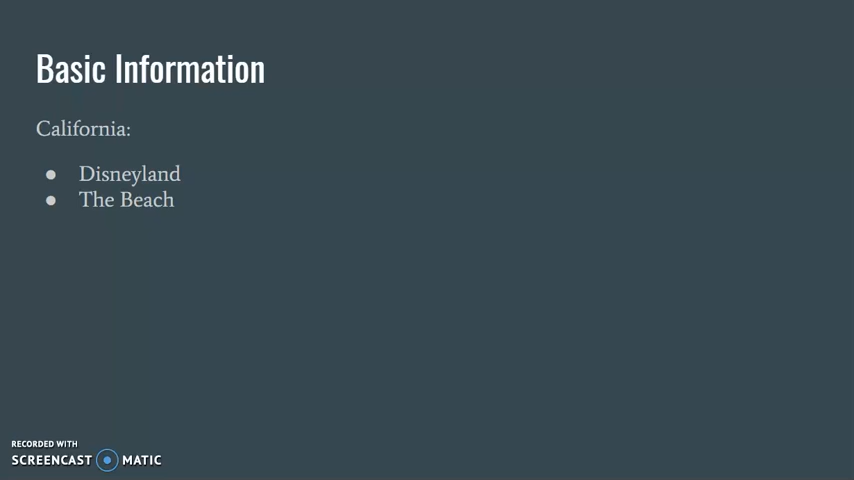 Basic Information
California:
● Disneyland
● The Beach
RECORDED WITH
SCREENCAST MATIC